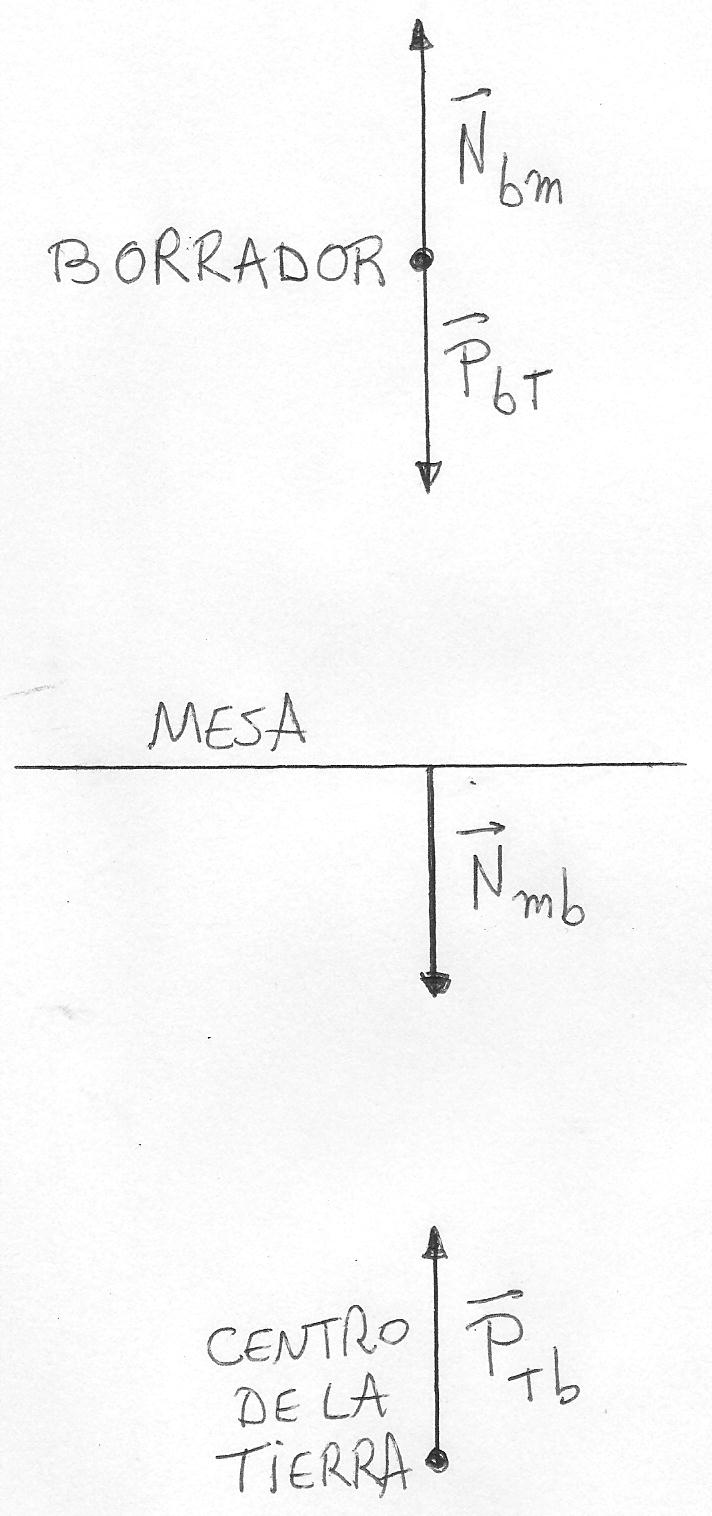 N⃗bm
BORRADOR
P⃗bT
MESA
N⃗mb
P⃗Tb
CENTRO
DE LA
TIERRA